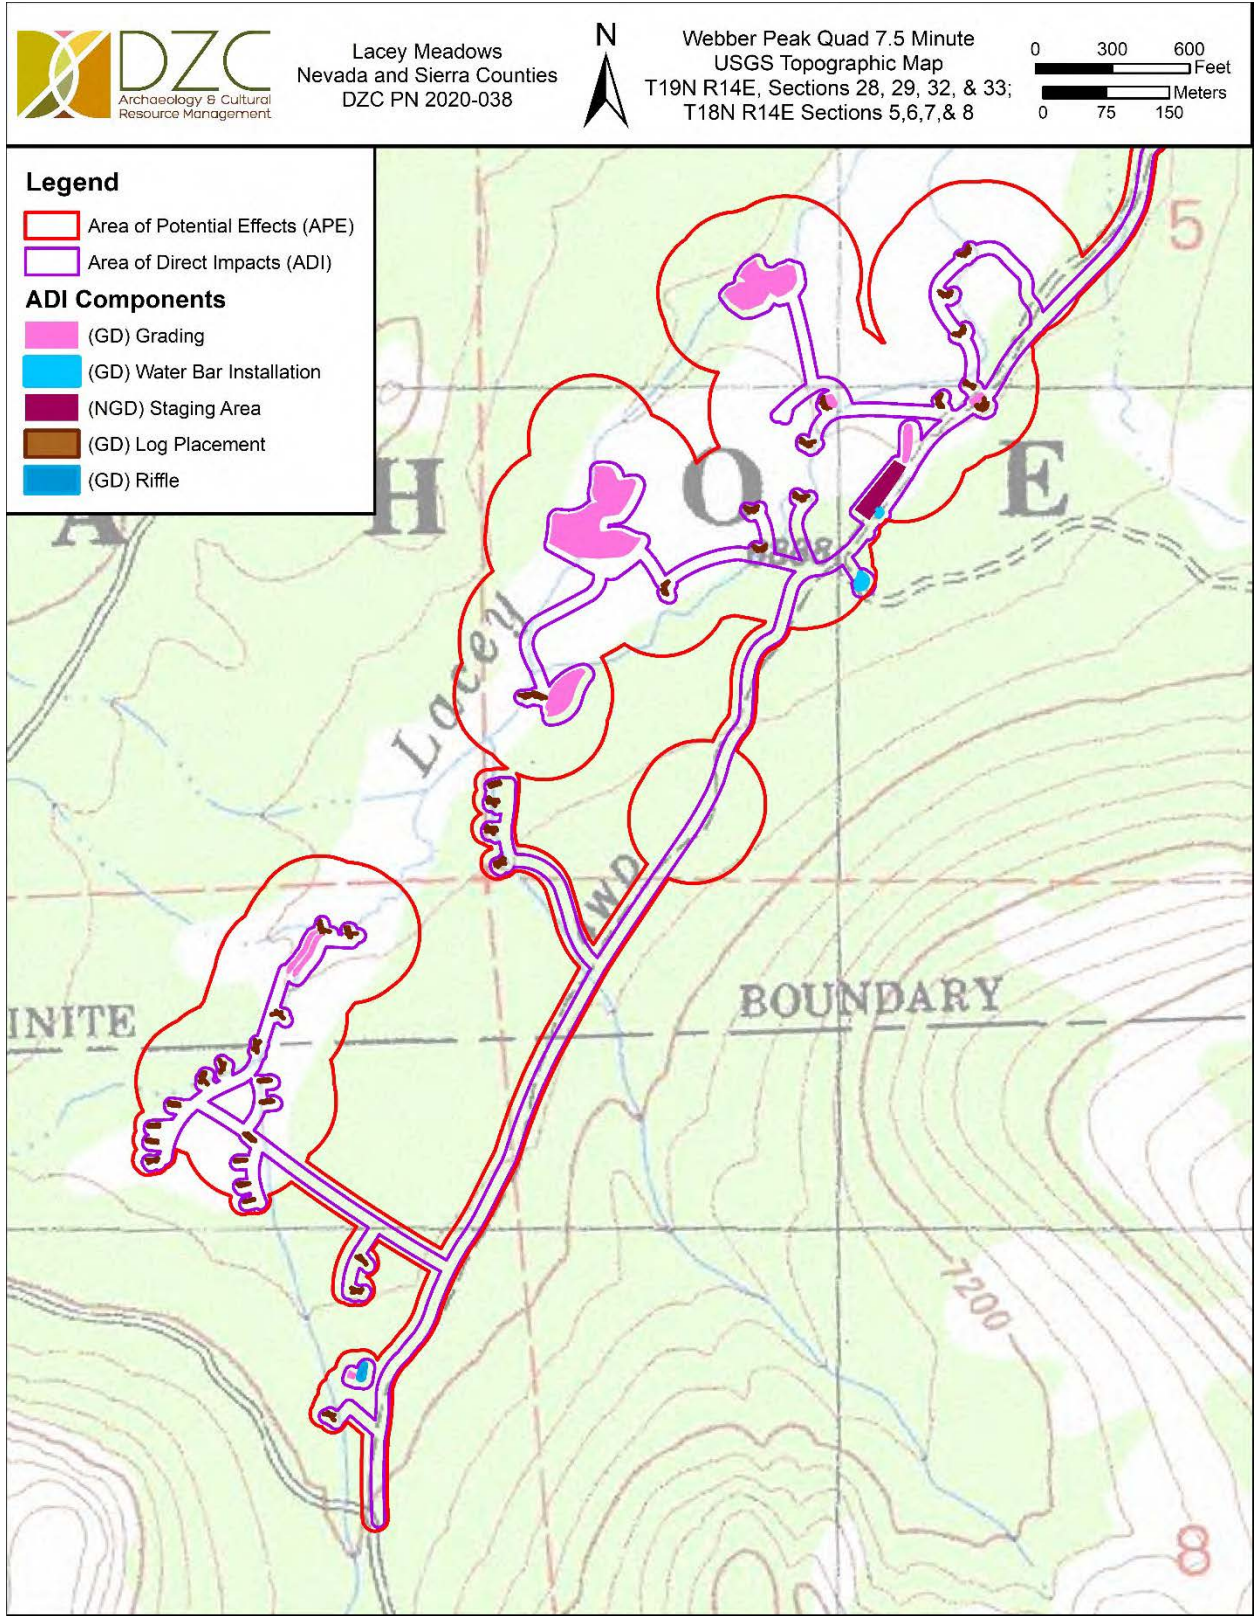 DZC
Archaeology & Cultural
Resource Management
Lacey Meadows
Nevada and Sierra Counties
DZC PN 2020-038
N
Webber Peak Quad 7.5 Minute
USGS Topographic Map
T19N R14E, Sections 28, 29, 32, & 33;
T18N R14E Sections 5,6,7,& 8
0 300 600
Feet
Meters
0 75 150
Legend
Area of Potential Effects (APE)
Area of Direct Impacts (ADI)
ADI Components
(GD) Grading
(GD) Water Bar Installation
(NGD) Staging Area
(GD) Log Placement
(GD) Riffle
5
A H O E
Lacey
WD
INITE
BOUNDARY
7200
8